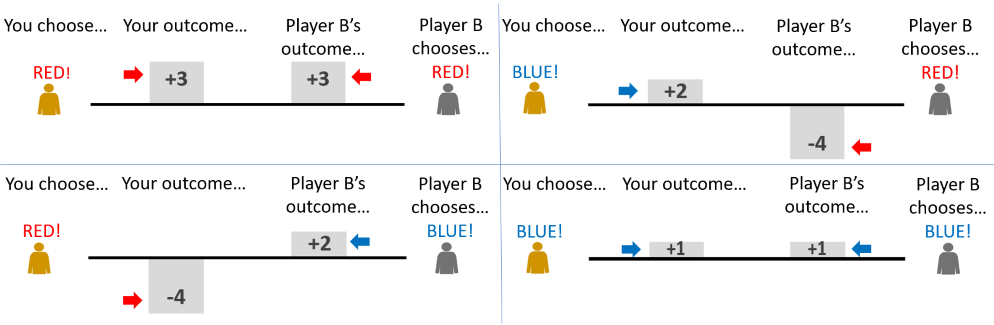 You choose... Your outcome... Player B's outcome... Player B chooses...
RED! +3 +3 RED!
You choose... Your outcome... Player B's outcome... Player B chooses...
BLUE! +2 -4 RED!
You choose... Your outcome... Player B's outcome... Player B chooses...
RED! -4 +2 BLUE!
You choose... Your outcome... Player B's outcome... Player B chooses...
BLUE! +1 +1 BLUE!